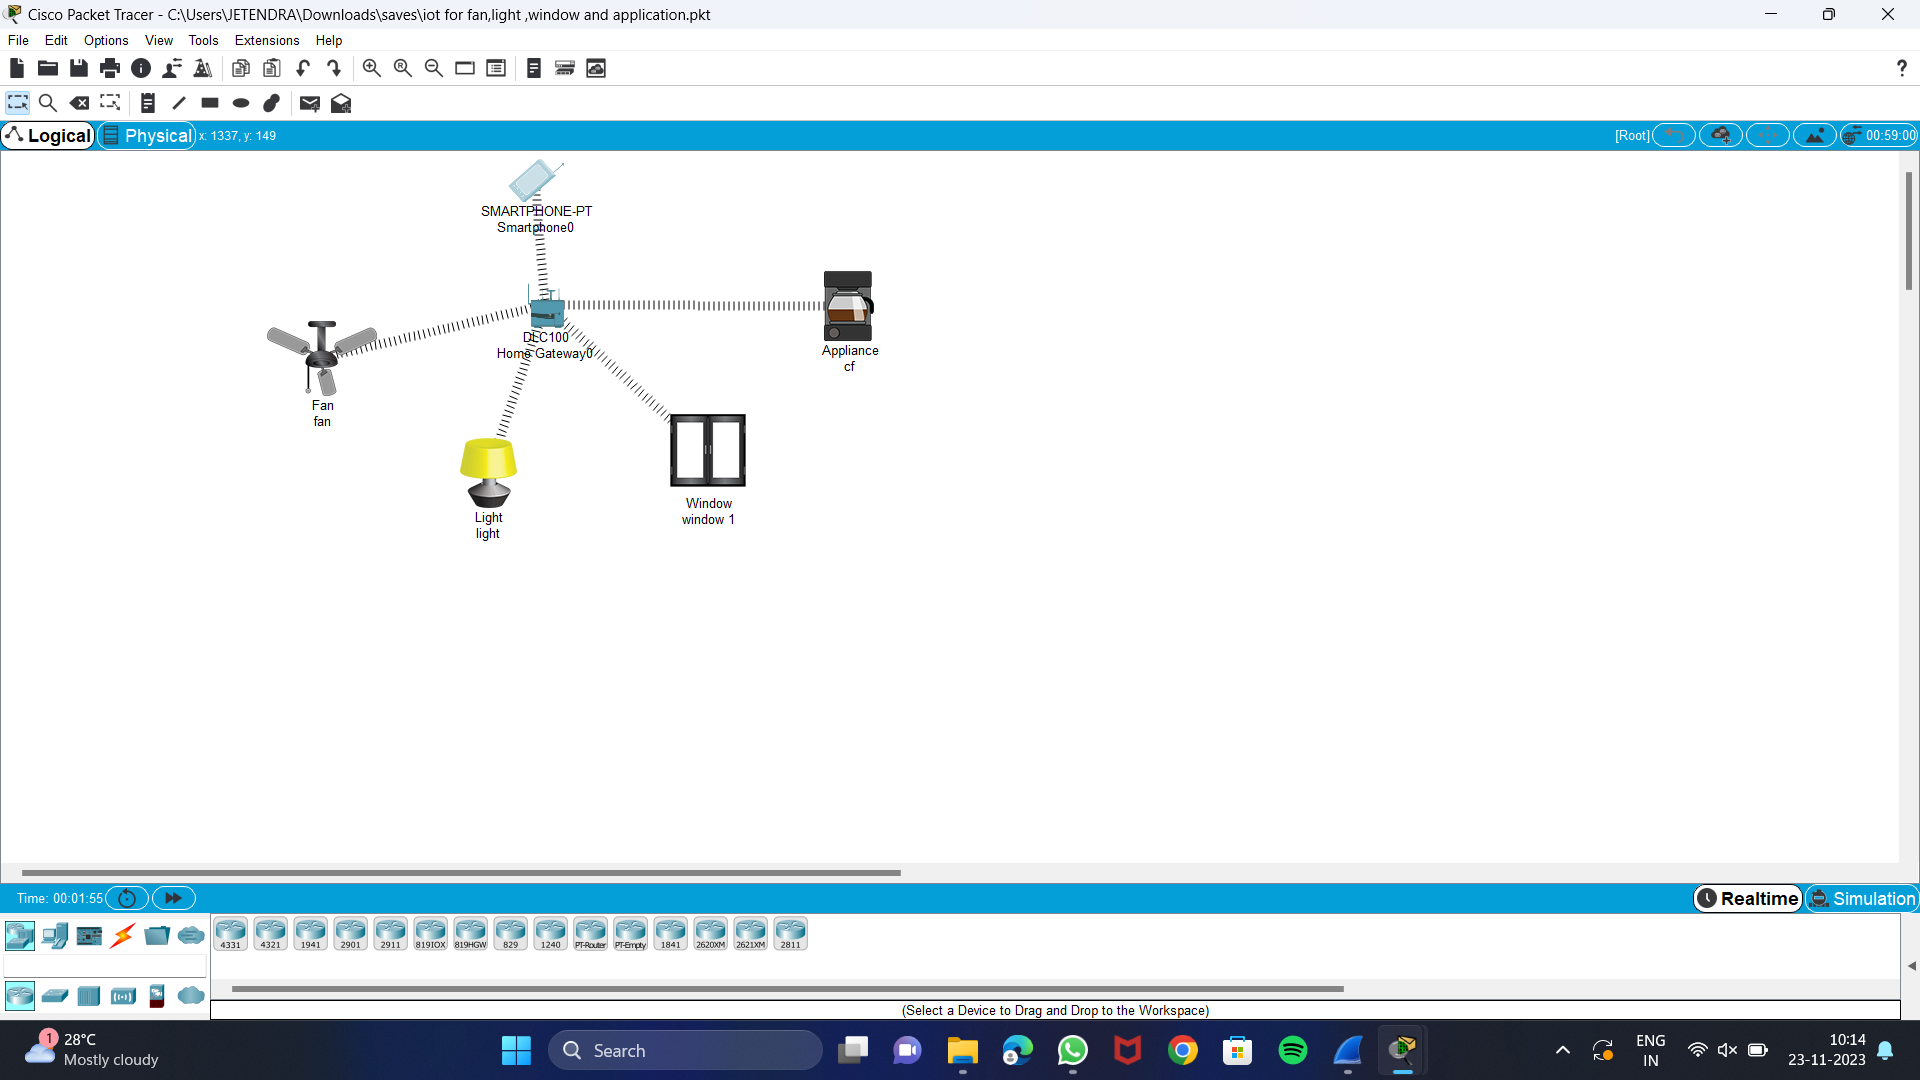 Cisco Packet Tracer - C:\Users\JETENDRA\Downloads\saves\iot for fan,light ,window and application.pkt
File Edit Options View Tools Extensions Help
?
Logical Physical x: 1337, y: 149 [Root] 00:59:00
SMARTPHONE-PT
Smartphone0
DLC100
Home Gateway0
Appliance
cf
Fan
fan
Light
light
Window
window 1
Time: 00:01:55 Realtime Simulation
4331 4321 1941 2901 2911 819IOX 819HGW 829 1240 PT-Router PT-Empty 1841 2620XM 2621XM 2811
(Select a Device to Drag and Drop to the Workspace)
1
28°C
Mostly cloudy
Search
ENG
IN
10:14
23-11-2023